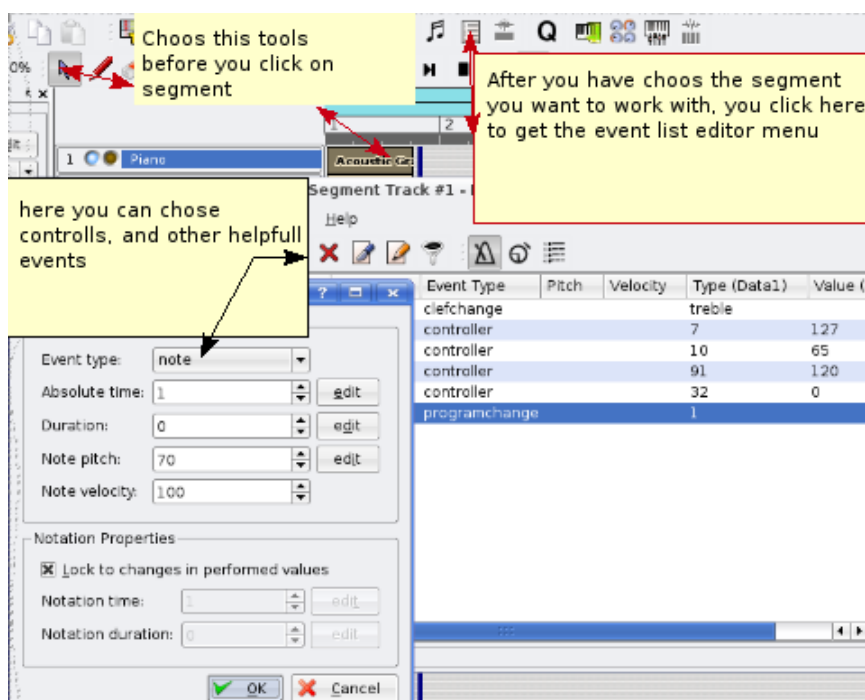 Choos this tools
before you click on
segment
After you have choos the segment
you want to work with, you click here
to get the event list editor menu
0%
Q
2
1 Piano
Acoustic Gr
Segment Track #1 -
here you can chose
controlls, and other helpfull
events
Help
Event Type Pitch Velocity Type (Data1) Value (
clefchange treble
controller 7 127
controller 10 65
controller 91 120
controller 32 0
programchange 1
Event type: note
Absolute time: 1 edit
Duration: 0 edit
Note pitch: 70 edit
Note velocity: 100
Notation Properties
Lock to changes in performed values
Notation time: 1 edit
Notation duration: 0 edit
OK Cancel